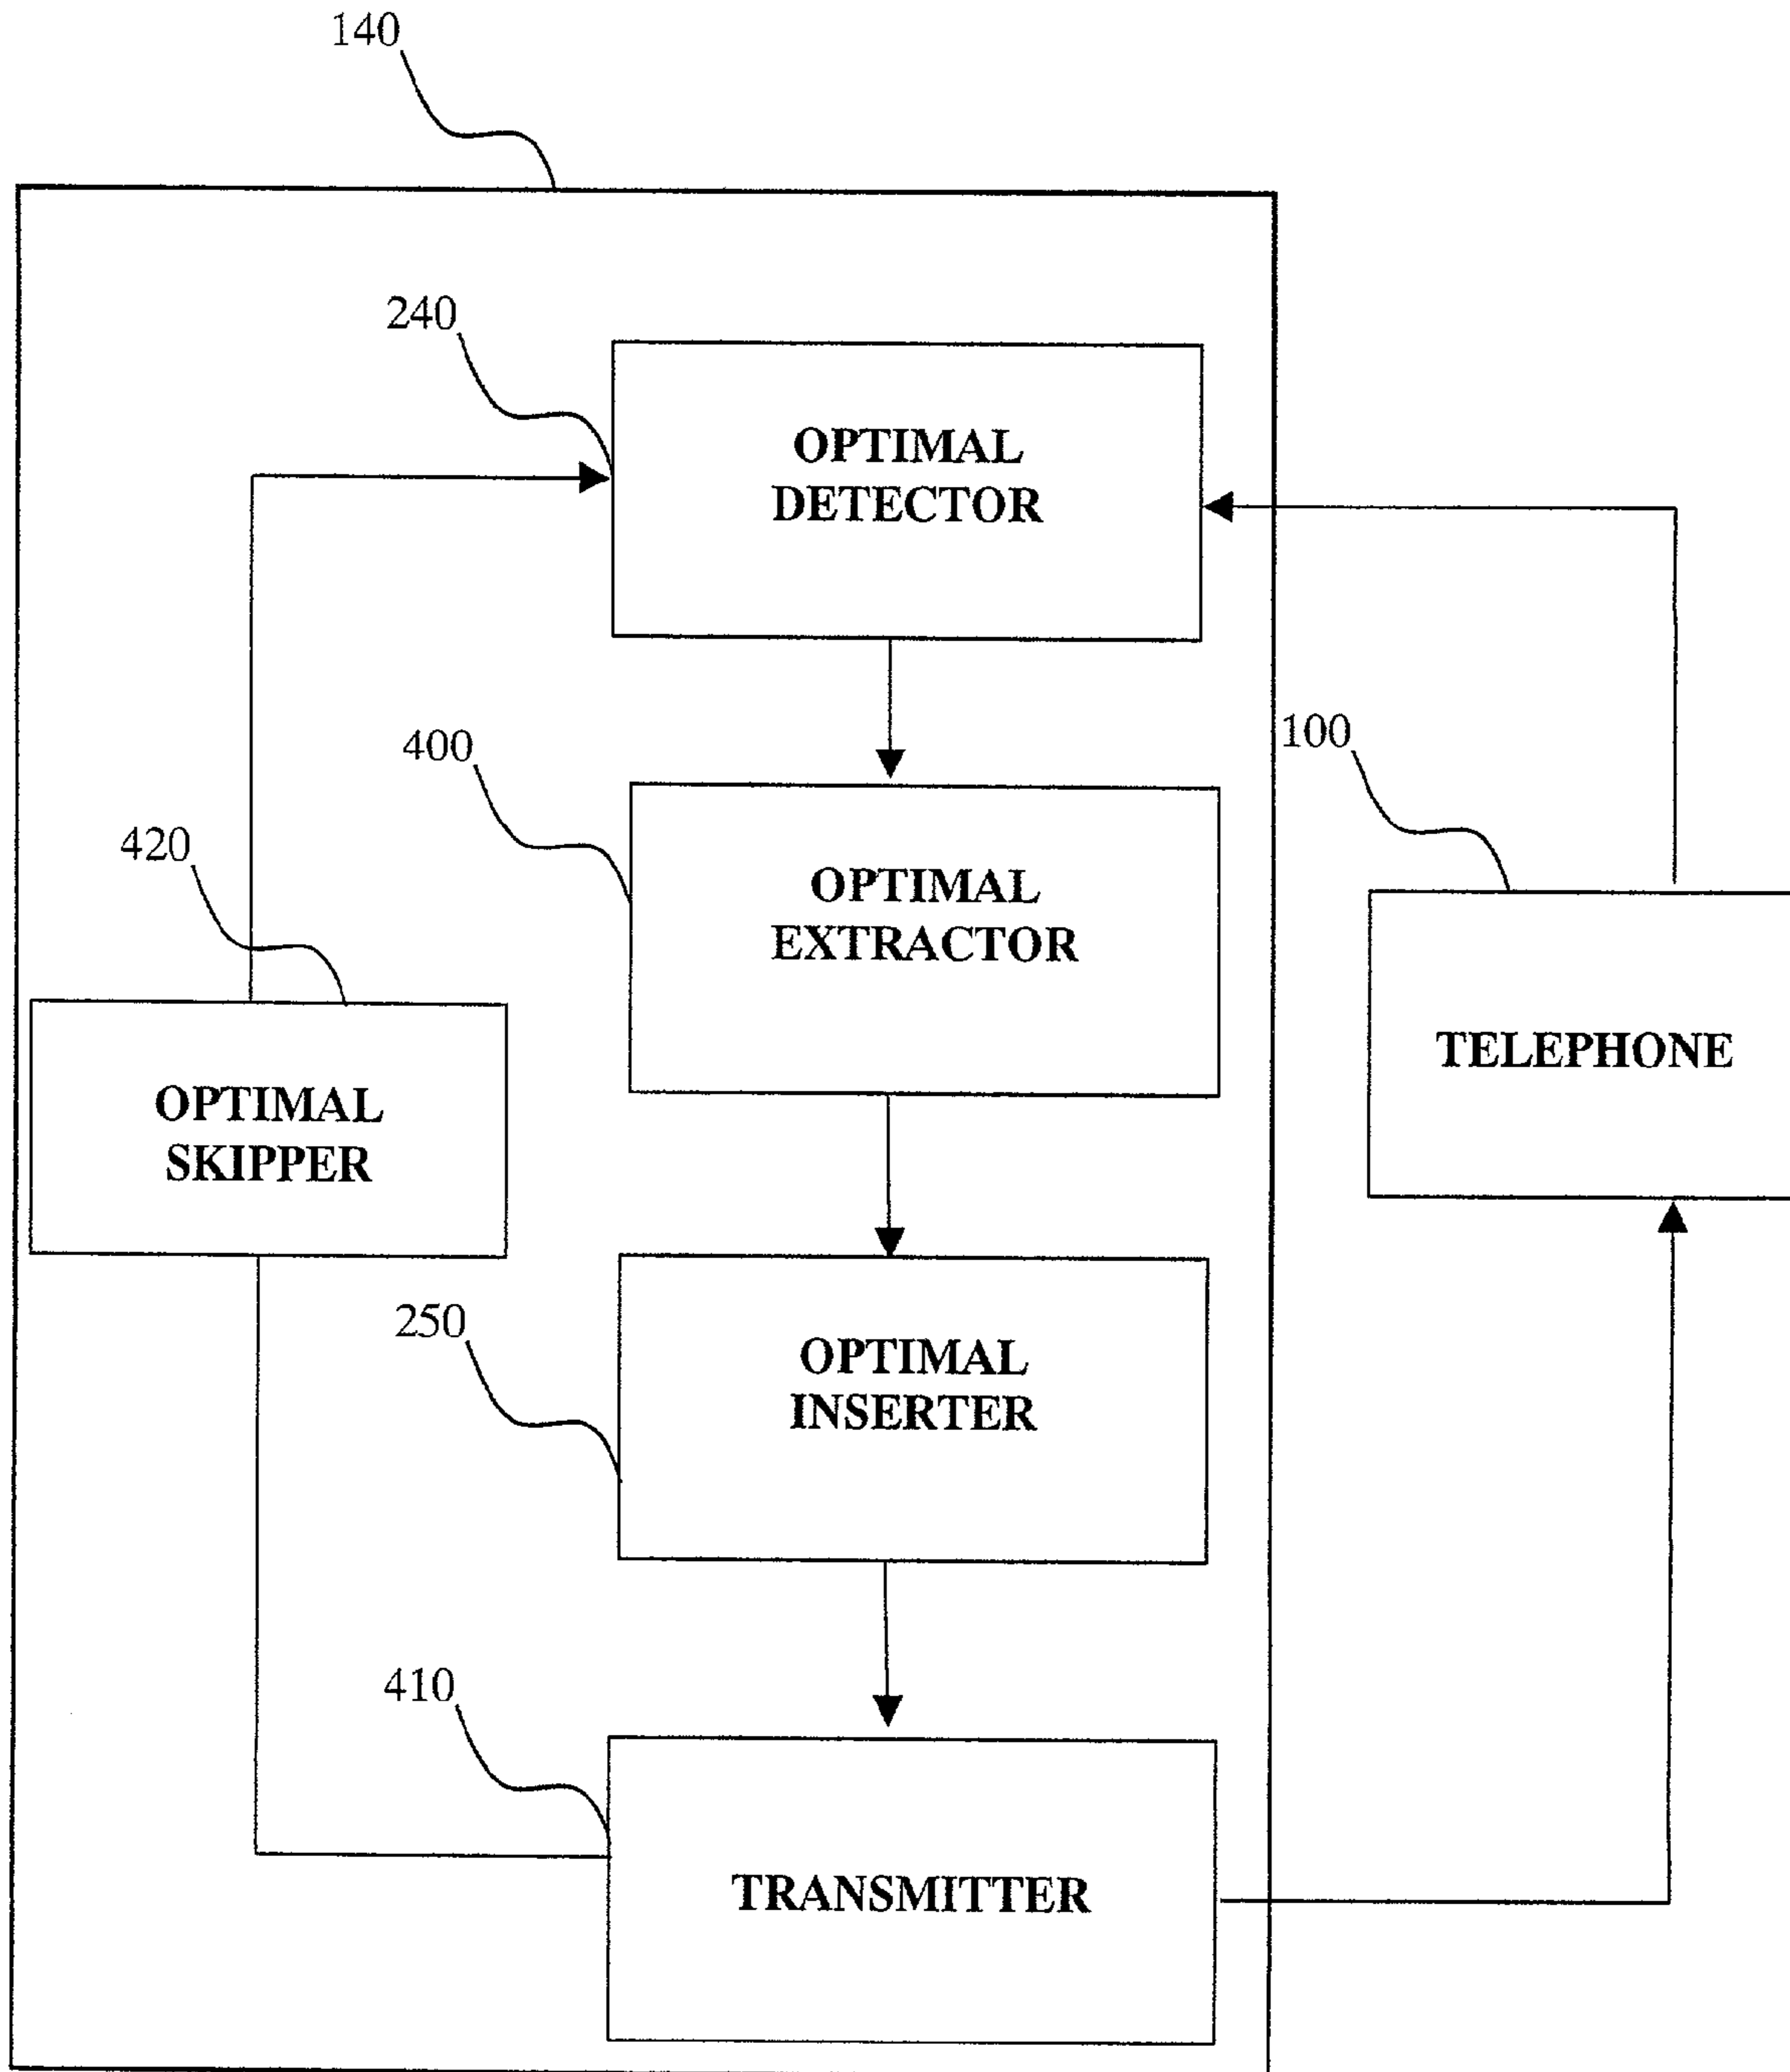 140
240
OPTIMAL
DETECTOR
400
100
OPTIMAL
EXTRACTOR
420
TELEPHONE
OPTIMAL
SKIPPER
250
OPTIMAL
INSERTER
410
TRANSMITTER